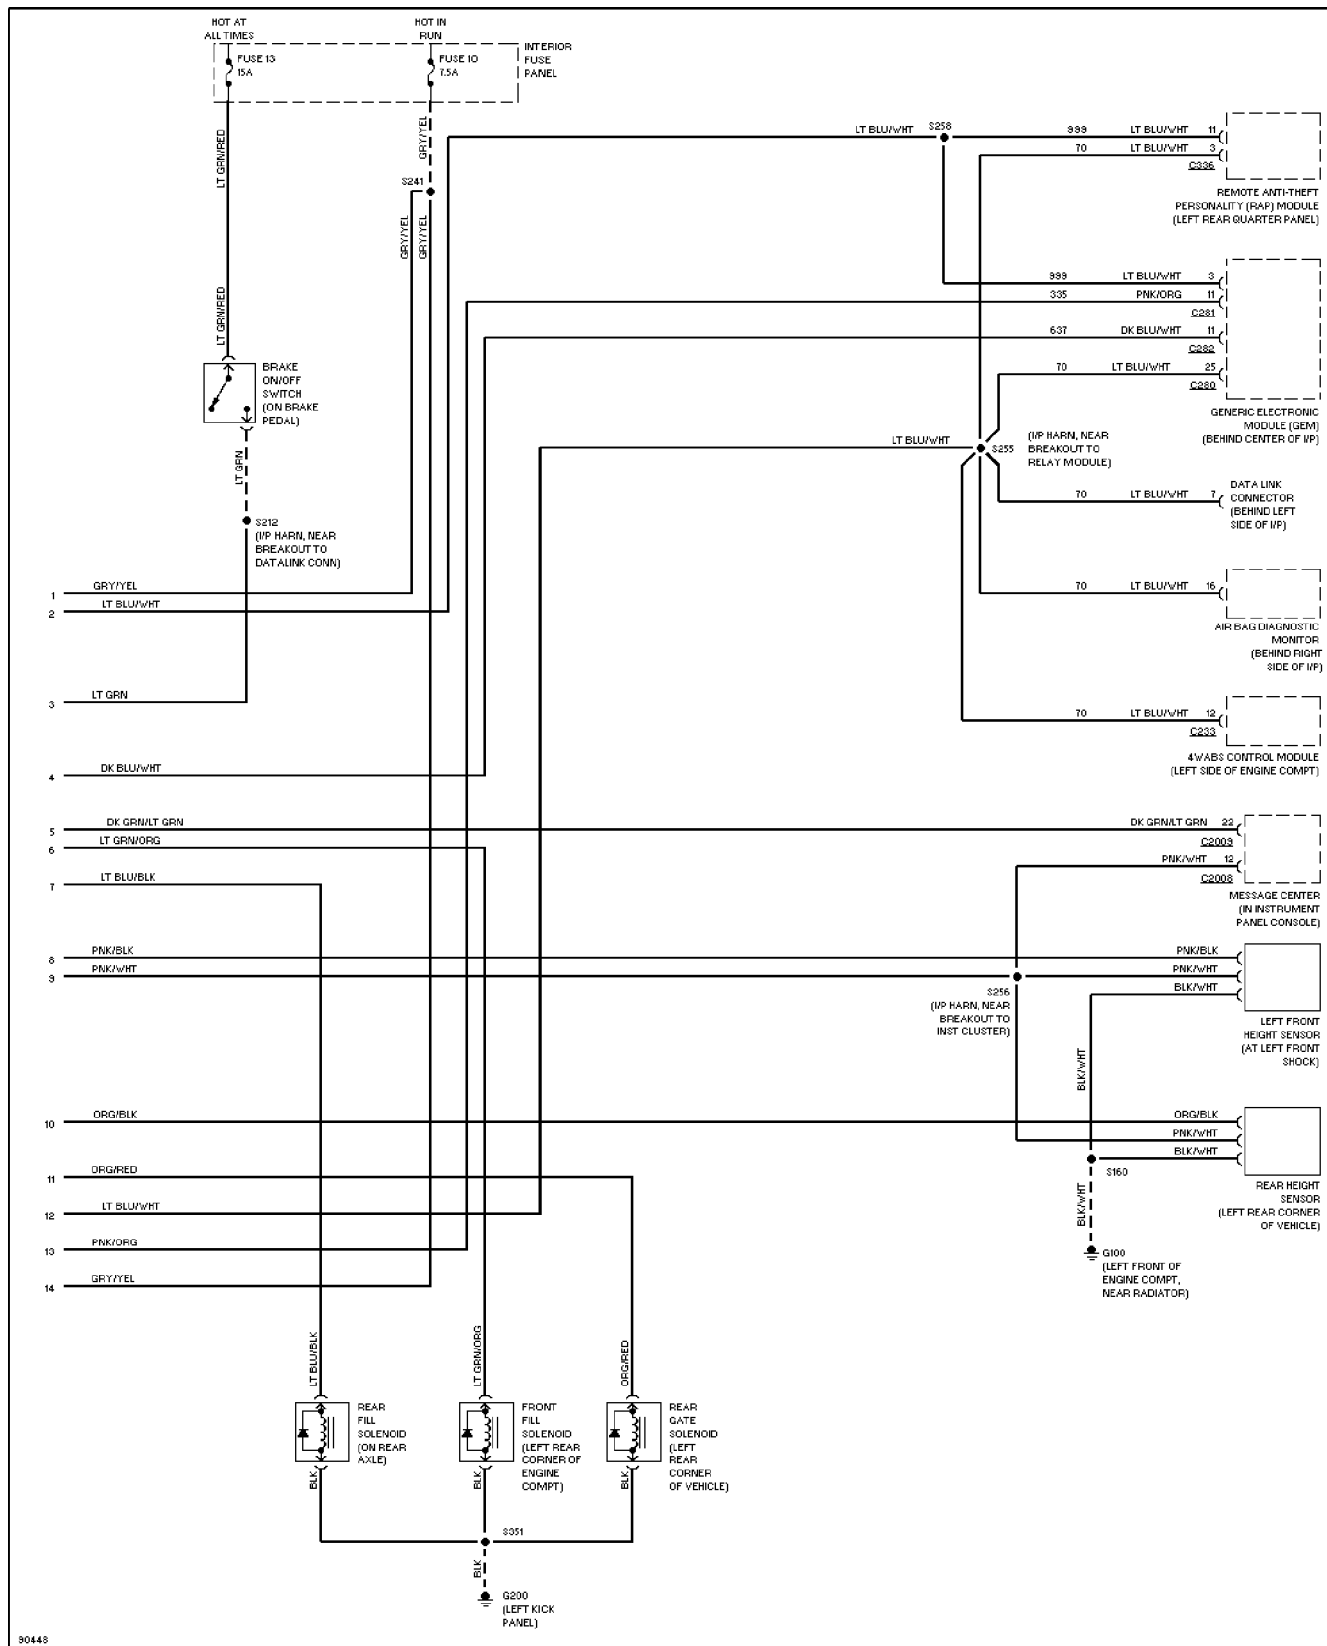 HOT AT
ALL TIMES
HOT IN
RUN
FUSE 13
15A
FUSE 10
7.5A
INTERIOR
FUSE
PANEL
LT GRN/RED
GRY/YEL
S241
GRY/YEL
GRY/YEL
LT GRN/RED
BRAKE
ON/OFF
SWITCH
(ON BRAKE
PEDAL)
LT GRN
S212
(I/P HARN, NEAR
BREAKOUT TO
DATALINK CONN)
LT BLU/WHT
S258
999 LT BLU/WHT 11
70 LT BLU/WHT 3
C336
REMOTE ANTI-THEFT
PERSONALITY (RAP) MODULE
(LEFT REAR QUARTER PANEL)
999 LT BLU/WHT 3
335 PNK/ORG 11
C281
637 DK BLU/WHT 11
C282
70 LT BLU/WHT 25
C280
GENERIC ELECTRONIC
MODULE (GEM)
(BEHIND CENTER OF I/P)
LT BLU/WHT
S255
(I/P HARN, NEAR
BREAKOUT TO
RELAY MODULE)
70 LT BLU/WHT 7
DATA LINK
CONNECTOR
(BEHIND LEFT
SIDE OF I/P)
70 LT BLU/WHT 16
AIR BAG DIAGNOSTIC
MONITOR
(BEHIND RIGHT
SIDE OF I/P)
70 LT BLU/WHT 12
C233
4WABS CONTROL MODULE
(LEFT SIDE OF ENGINE COMPT)
1 GRY/YEL
2 LT BLU/WHT
3 LT GRN
4 DK BLU/WHT
5 DK GRN/LT GRN
6 LT GRN/ORG
7 LT BLU/BLK
8 PNK/BLK
9 PNK/WHT
10 ORG/BLK
11 ORG/RED
12 LT BLU/WHT
13 PNK/ORG
14 GRY/YEL
DK GRN/LT GRN 22
C2009
PNK/WHT 12
C2008
MESSAGE CENTER
(IN INSTRUMENT
PANEL CONSOLE)
PNK/BLK
PNK/WHT
BLK/WHT
S256
(I/P HARN, NEAR
BREAKOUT TO
INST CLUSTER)
LEFT FRONT
HEIGHT SENSOR
(AT LEFT FRONT
SHOCK)
BLK/WHT
ORG/BLK
PNK/WHT
BLK/WHT
S160
REAR HEIGHT
SENSOR
(LEFT REAR CORNER
OF VEHICLE)
BLK/WHT
G100
(LEFT FRONT OF
ENGINE COMPT,
NEAR RADIATOR)
LT BLU/BLK
LT GRN/ORG
ORG/RED
REAR
FILL
SOLENOID
(ON REAR
AXLE)
FRONT
FILL
SOLENOID
(LEFT REAR
CORNER OF
ENGINE
COMPT)
REAR
GATE
SOLENOID
(LEFT
REAR
CORNER
OF VEHICLE)
BLK
BLK
BLK
S351
BLK
G200
(LEFT KICK
PANEL)
90448